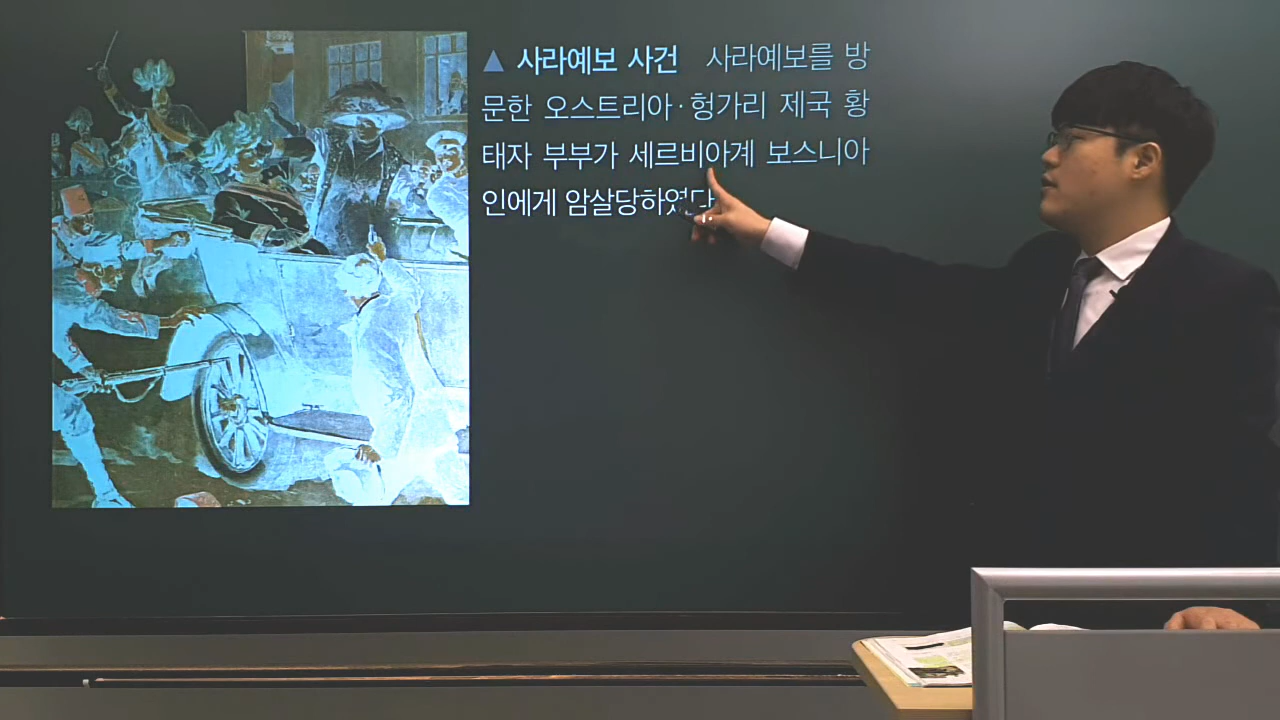 ▲ 사라예보 사건 사라예보를 방
문한 오스트리아·헝가리 제국 황
태자 부부가 세르비아계 보스니아
인에게 암살당하였다